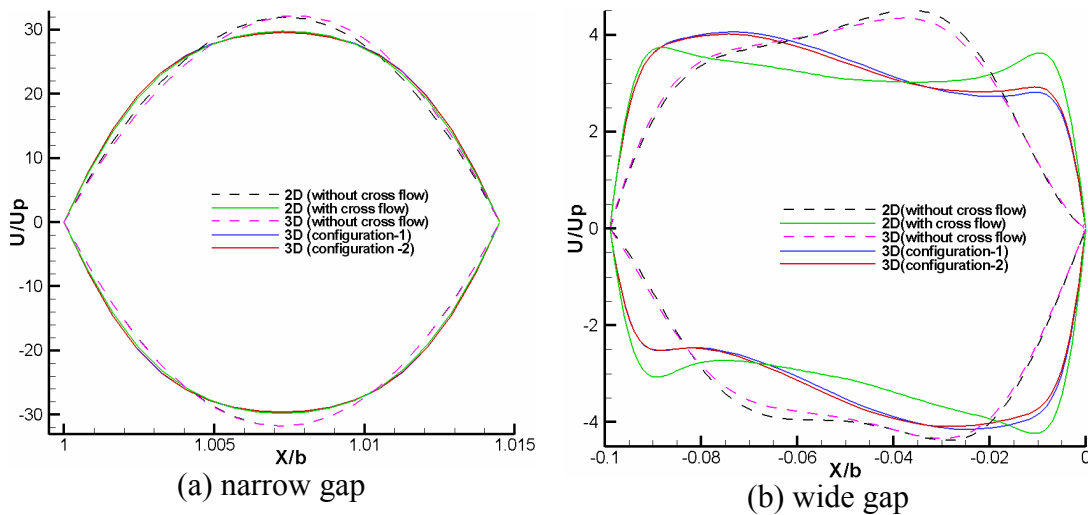 30
20
10
0
-10
-20
-30
U/Up
2D (without cross flow)
2D (with cross flow)
3D (without cross flow)
3D (configuration-1)
3D (configuration -2)
1
1.005
1.010
1.015
X/b
(a) narrow gap
4
2
0
-2
-4
U/Up
2D(without cross flow)
2D(with cross flow)
3D(without cross flow)
3D(configuration-1)
3D(configuration-2)
-0.1
-0.08
-0.06
-0.04
-0.02
0
X/b
(b) wide gap